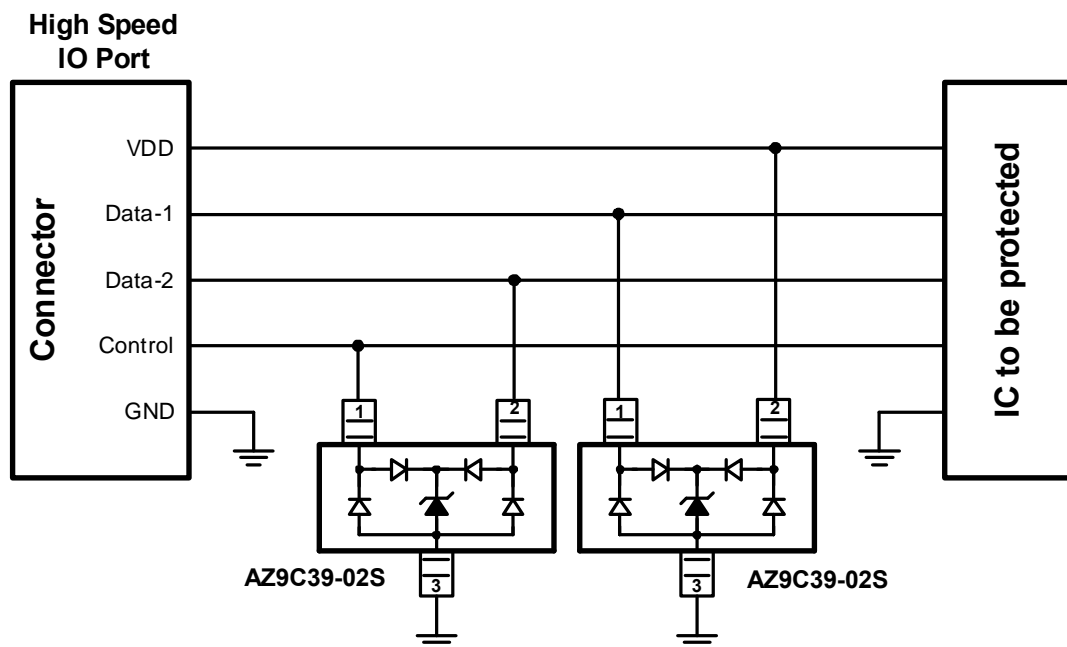 High Speed
IO Port
Connector
VDD
Data-1
Data-2
Control
GND
IC to be protected
1
2
1
2
3
3
AZ9C39-02S
AZ9C39-02S